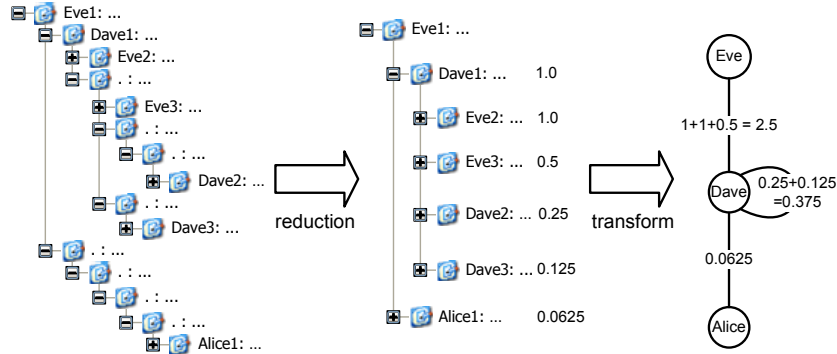 Eve1: ...
Dave1: ...
Eve2: ...
. : ...
Eve3: ...
. : ...
. : ...
Dave2: ...
. : ...
Dave3: ...
. : ...
. : ...
. : ...
. : ...
Alice1: ...
reduction
Eve1: ...
Dave1: ... 1.0
Eve2: ... 1.0
Eve3: ... 0.5
Dave2: ... 0.25
Dave3: ... 0.125
Alice1: ... 0.0625
transform
Eve
1+1+0.5 = 2.5
Dave
0.25+0.125
=0.375
0.0625
Alice